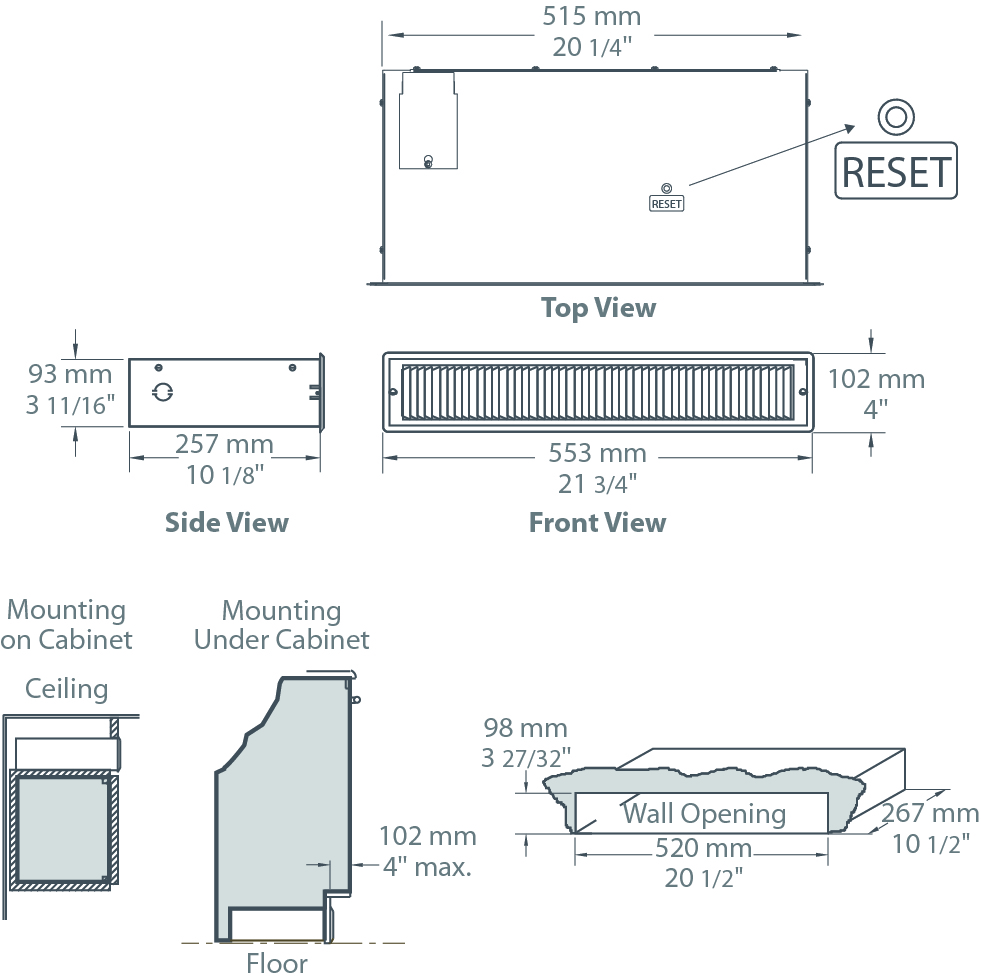 515 mm
20 1/4"
RESET
RESET
Top View
93 mm
3 11/16"
257 mm
10 1/8"
Side View
102 mm
4"
553 mm
21 3/4"
Front View
Mounting
on Cabinet
Ceiling
Mounting
Under Cabinet
102 mm
4" max.
Floor
98 mm
3 27/32"
Wall Opening
267 mm
10 1/2"
520 mm
20 1/2"